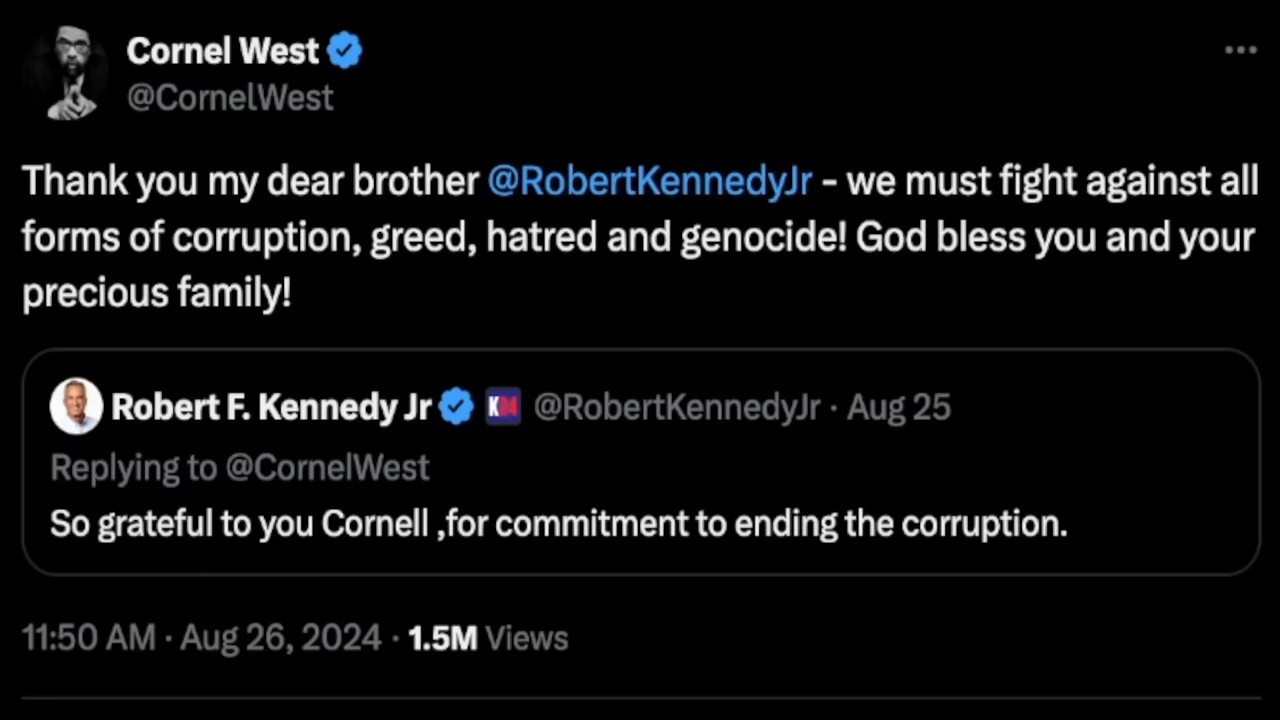 Cornel West
@CornelWest
Thank you my dear brother @RobertKennedyJr - we must fight against all
forms of corruption, greed, hatred and genocide! God bless you and your
precious family!
Robert F. Kennedy Jr K24 @RobertKennedyJr · Aug 25
Replying to @CornelWest
So grateful to you Cornell ,for commitment to ending the corruption.
11:50 AM · Aug 26, 2024 · 1.5M Views